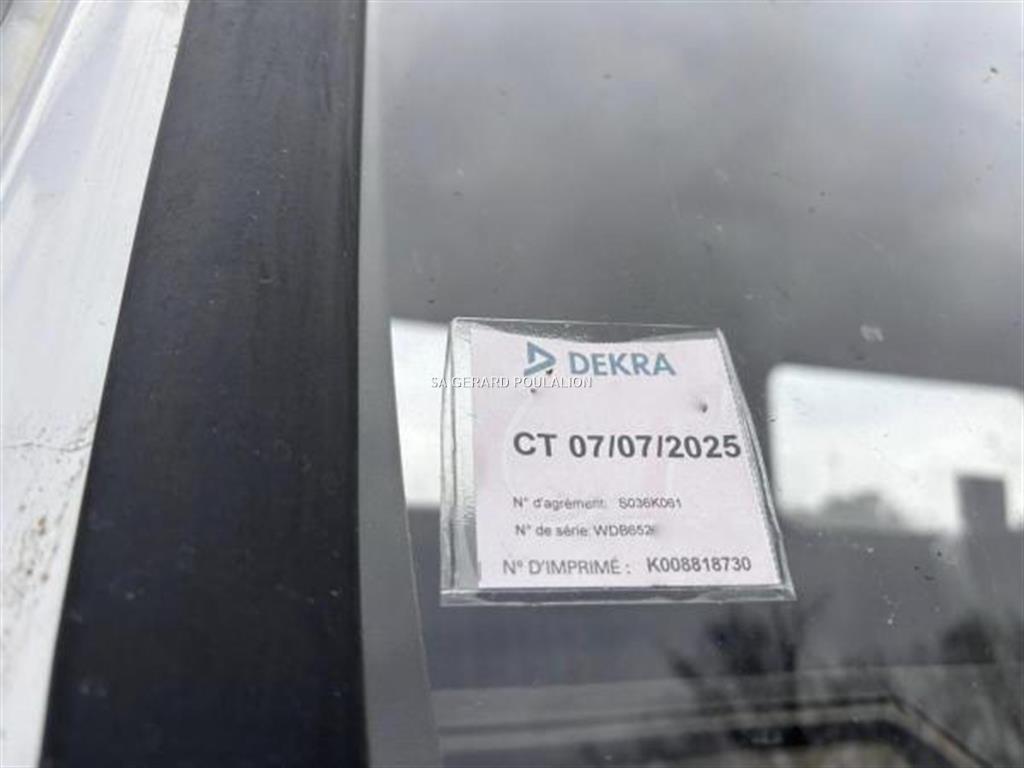 DEKRA
SA GERARD POULALION
CT 07/07/2025
N° d'agrément: S036K061
N° de série: WDB652
N° D'IMPRIMÉ : K008818730